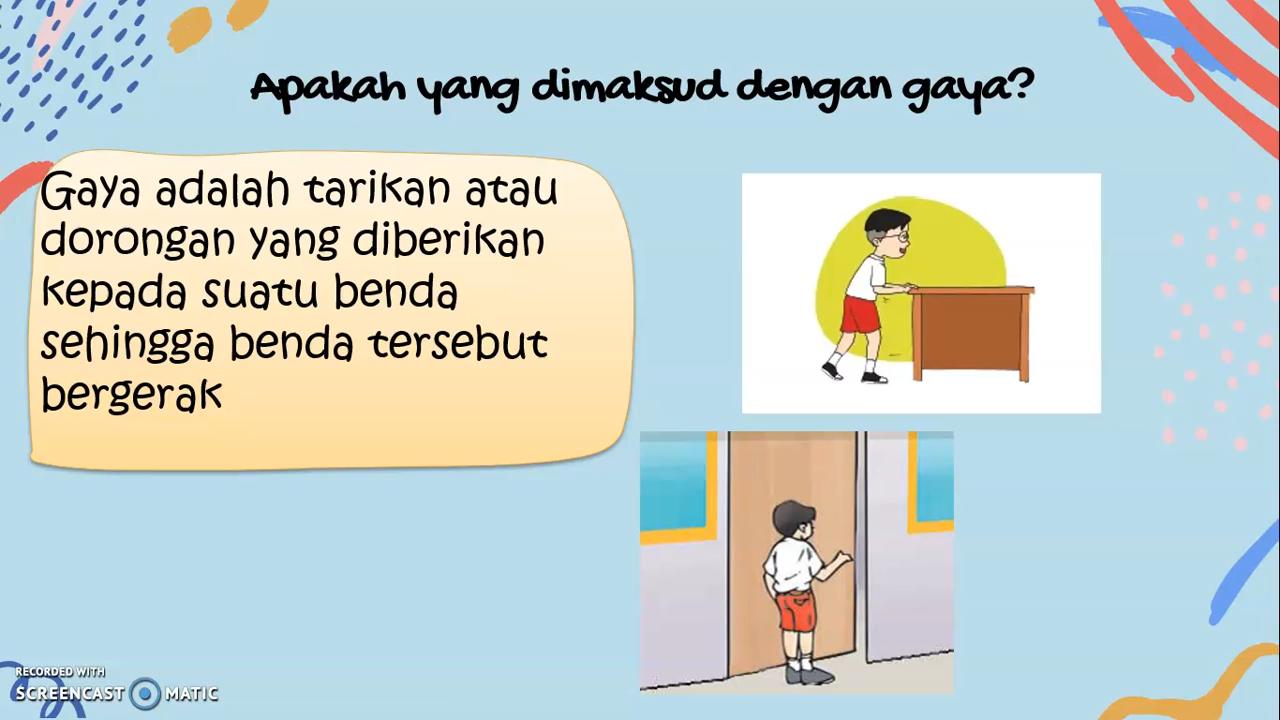 Apakah yang dimaksud dengan gaya?
Gaya adalah tarikan atau
dorongan yang diberikan
kepada suatu benda
sehingga benda tersebut
bergerak
RECORDED WITH
SCREENCAST MATIC